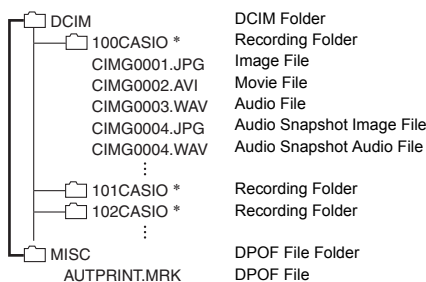 DCIM DCIM Folder
100CASIO * Recording Folder
CIMG0001.JPG Image File
CIMG0002.AVI Movie File
CIMG0003.WAV Audio File
CIMG0004.JPG Audio Snapshot Image File
CIMG0004.WAV Audio Snapshot Audio File
101CASIO * Recording Folder
102CASIO * Recording Folder
MISC DPOF File Folder
AUTPRINT.MRK DPOF File